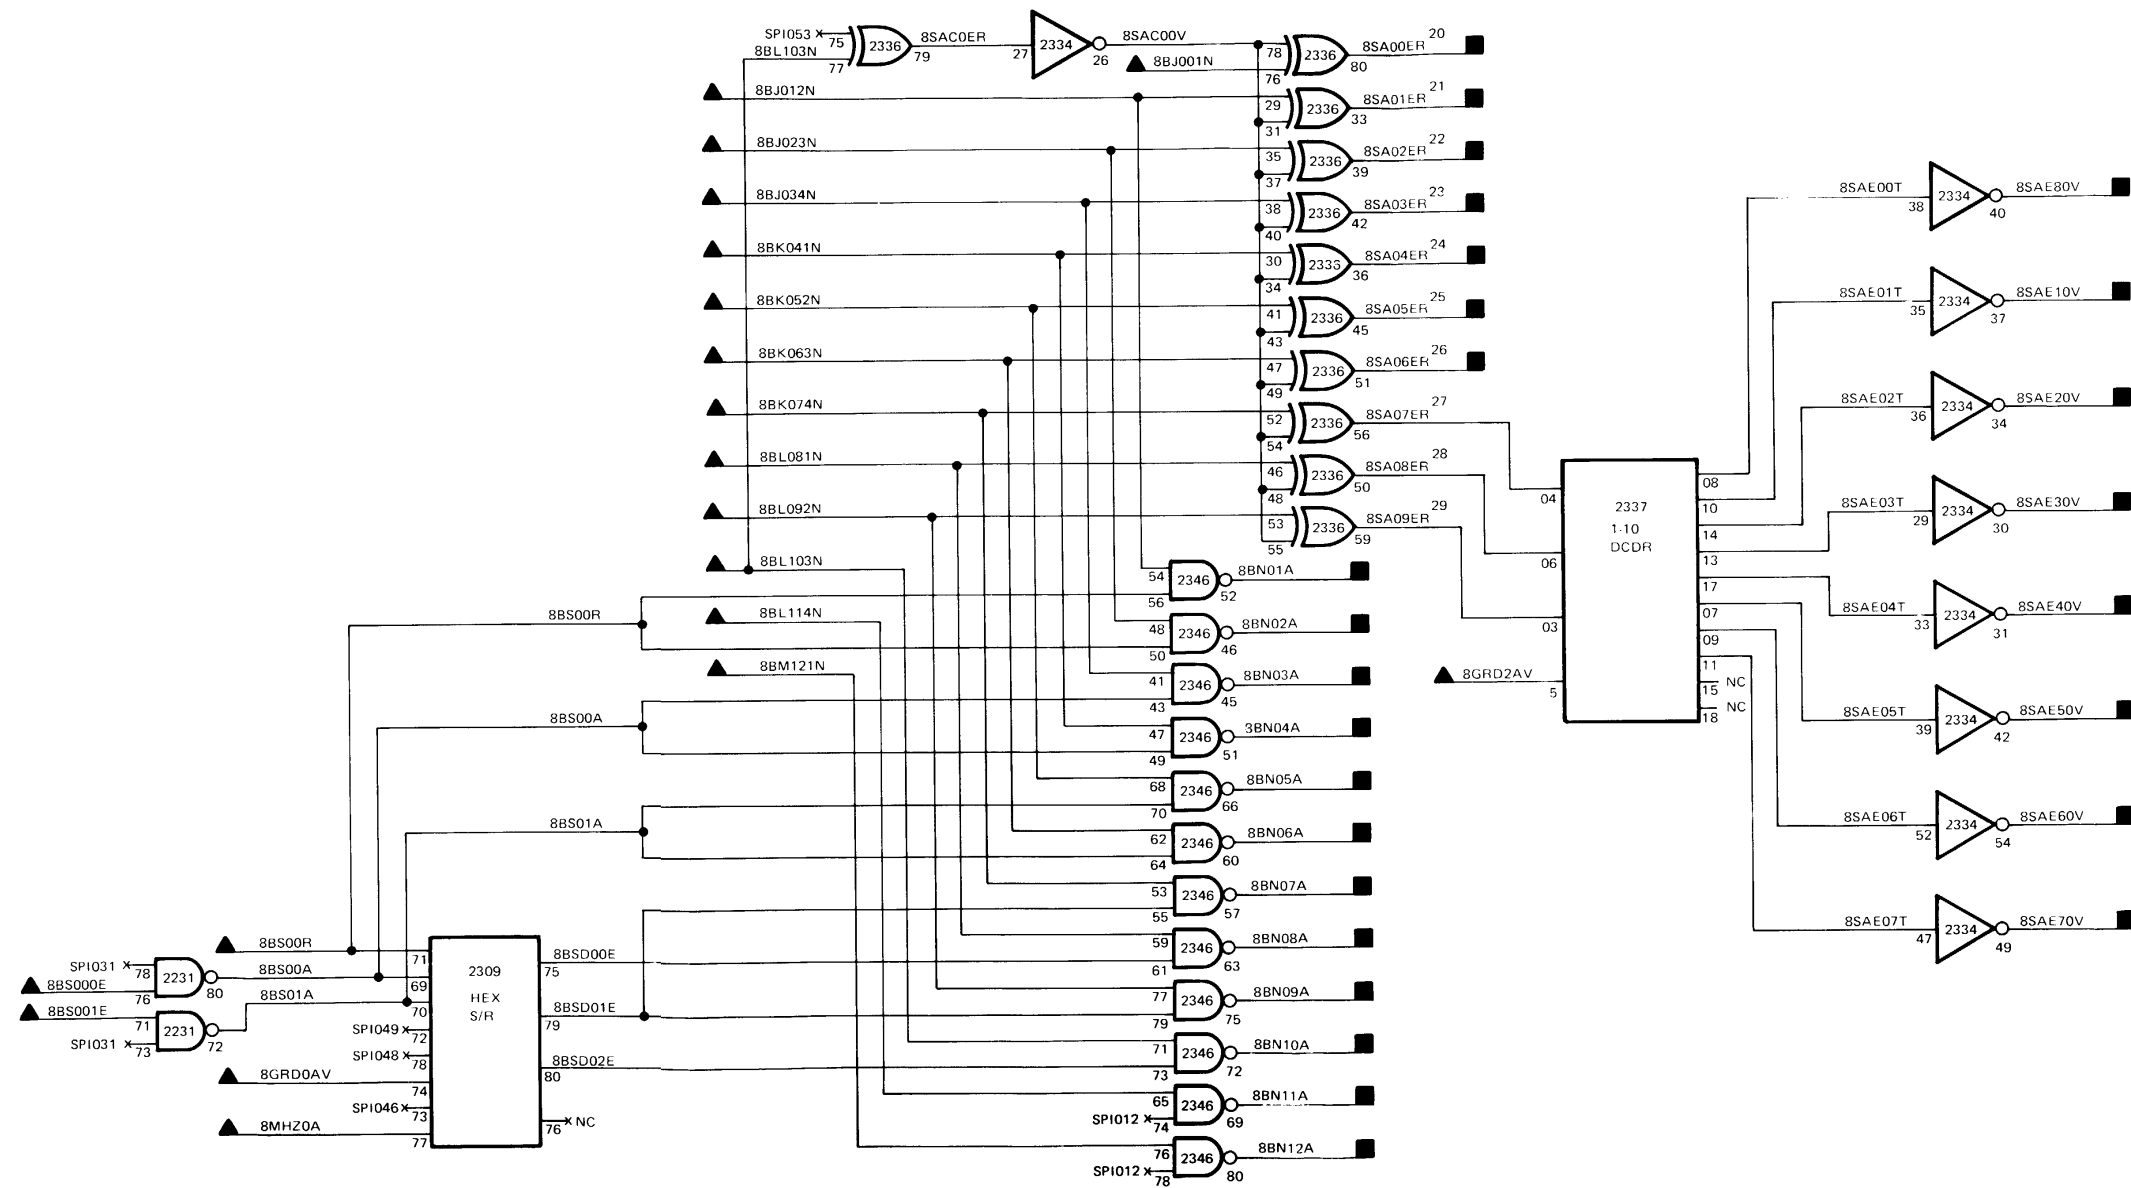 SPI053 75 2336 8SAC0ER 27 2334 8SAC00V 78 2336 8SA00ER 20
8BL103N 77 79 26 8BJ001N 76 80
8BJ012N 29 2336 8SA01ER 21
31 33
8BJ023N 35 2336 8SA02ER 22
37 39
8BJ034N 38 2336 8SA03ER 23
40 42
8BK041N 30 2336 8SA04ER 24
34 36
8BK052N 41 2336 8SA05ER 25
43 45
8BK063N 47 2336 8SA06ER 26
49 51
8BK074N 52 2336 8SA07ER 27
54 56
8BL081N 46 2336 8SA08ER 28
48 50
8BL092N 53 2336 8SA09ER 29
55 59
8BL103N 54 2346 8BN01A
56 52
8BS00R
8BL114N 48 2346 8BN02A
50 46
8BM121N 41 2346 8BN03A
43 45
8BS00A 47 2346 3BN04A
49 51
68 2346 8BN05A
70 66
8BS01A 62 2346 8BN06A
64 60
53 2346 8BN07A
55 57
59 2346 8BN08A
61 63
77 2346 8BN09A
79 75
71 2346 8BN10A
73 72
65 2346 8BN11A
SPI012 74 69
76 2346 8BN12A
SPI012 78 80
8BS00R 71
SPI031 78 2231 8BS00A 69
8BS000E 76 80
8BS01A 70
8BS001E 71 2231
SPI031 73 72
SPI049 72
SPI048 78
8GRD0AV 74
SPI046 73
8MHZ0A 77
2309
HEX
S/R
8BSD00E
75
8BSD01E
79
8BSD02E
80
76 NC
04
06
03
8GRD2AV
5
2337
1-10
DCDR
08
10
14
13
17
07
09
11
15 NC
18 NC
8SAE00T 38 2334 40 8SAE80V
8SAE01T 35 2334 37 8SAE10V
8SAE02T 36 2334 34 8SAE20V
8SAE03T 29 2334 30 8SAE30V
8SAE04T 33 2334 31 8SAE40V
8SAE05T 39 2334 42 8SAE50V
8SAE06T 52 2334 54 8SAE60V
8SAE07T 47 2334 49 8SAE70V